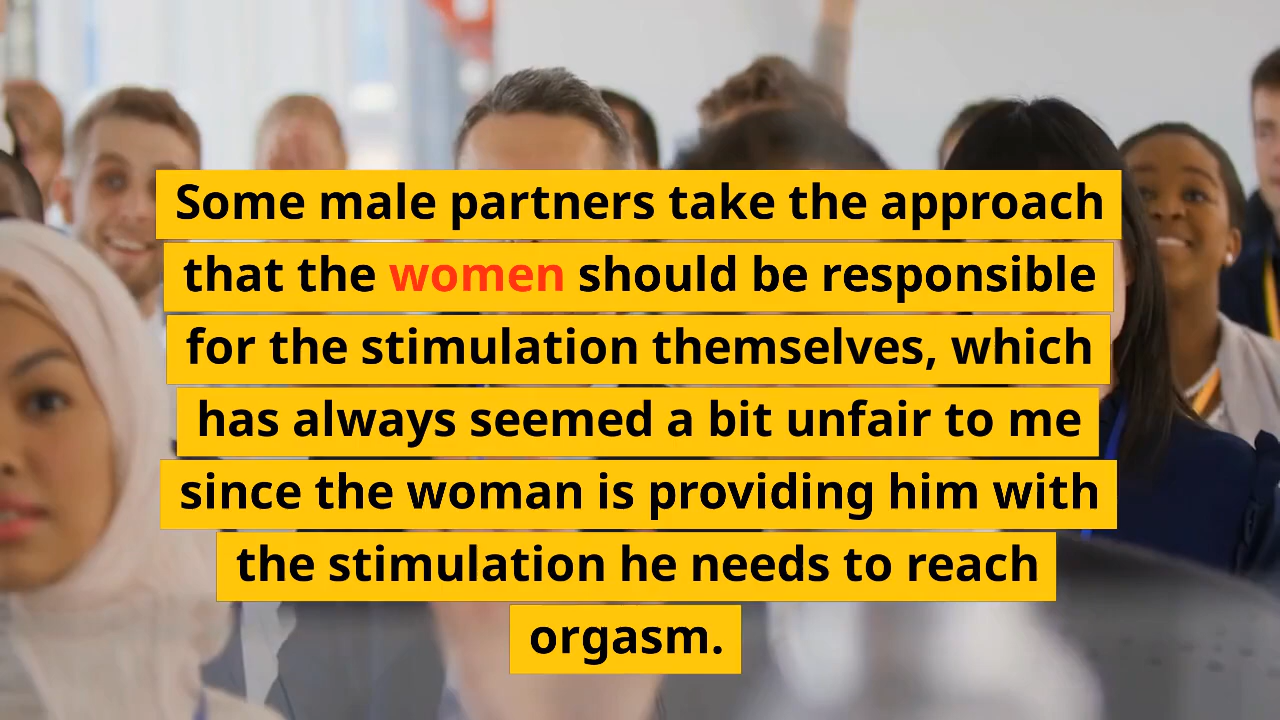 Some male partners take the approach
that the women should be responsible
for the stimulation themselves, which
has always seemed a bit unfair to me
since the woman is providing him with
the stimulation he needs to reach
orgasm.